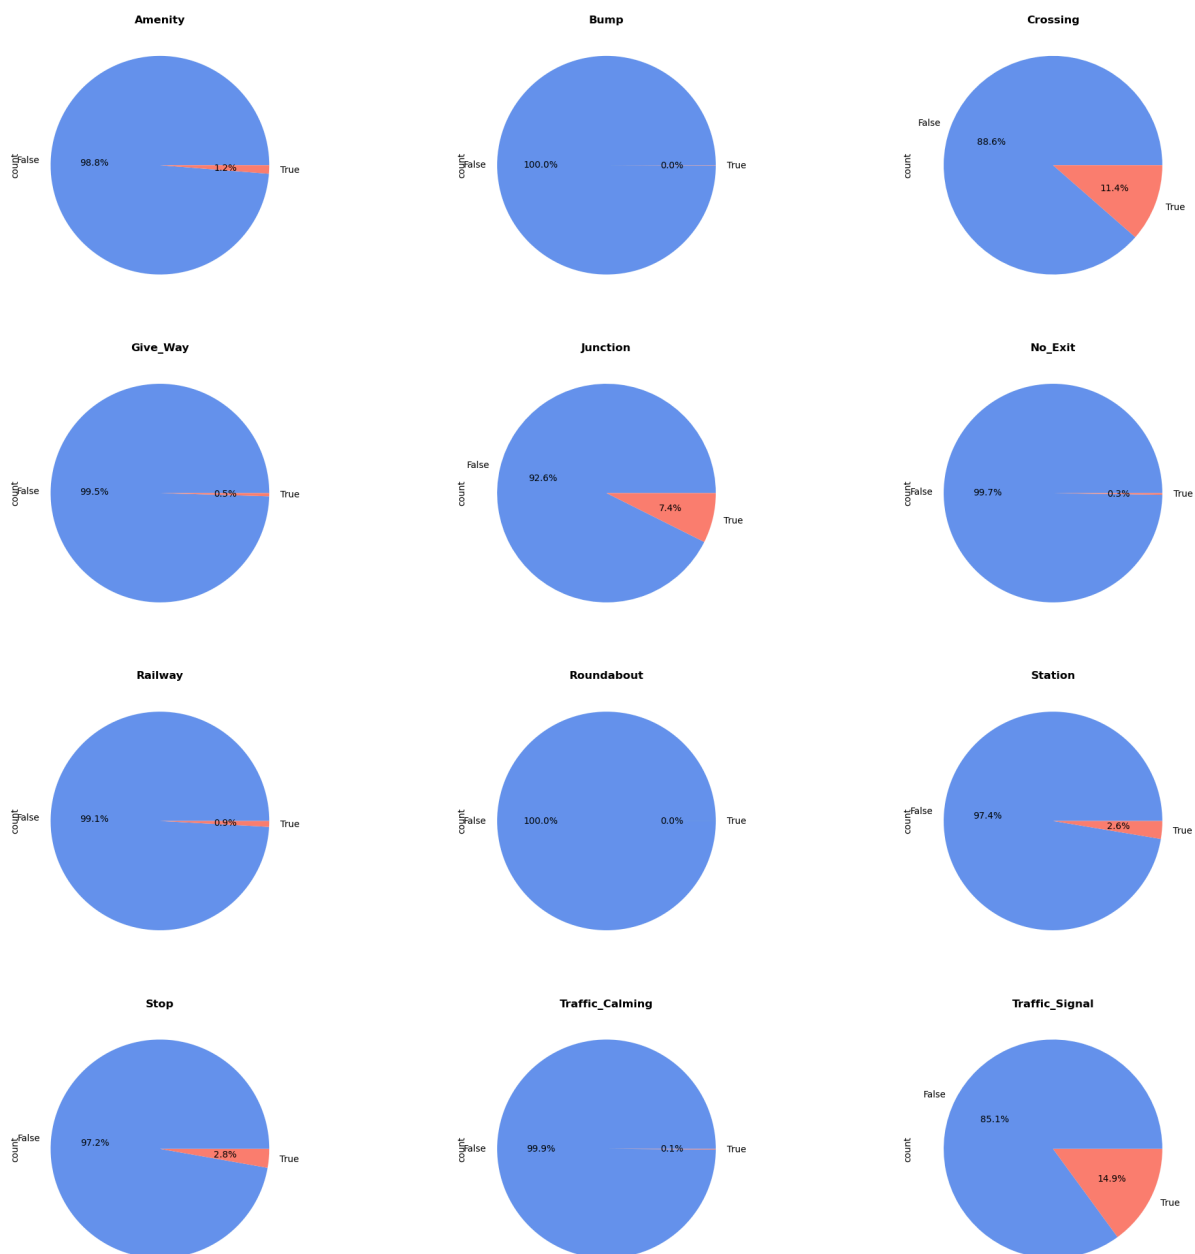 Amenity
count
False
98.8%
1.2%
True
Bump
count
False
100.0%
0.0%
True
Crossing
count
False
88.6%
11.4%
True
Give_Way
count
False
99.5%
0.5%
True
Junction
count
False
92.6%
7.4%
True
No_Exit
count
False
99.7%
0.3%
True
Railway
count
False
99.1%
0.9%
True
Roundabout
count
False
100.0%
0.0%
True
Station
count
False
97.4%
2.6%
True
Stop
count
False
97.2%
2.8%
True
Traffic_Calming
count
False
99.9%
0.1%
True
Traffic_Signal
count
False
85.1%
14.9%
True